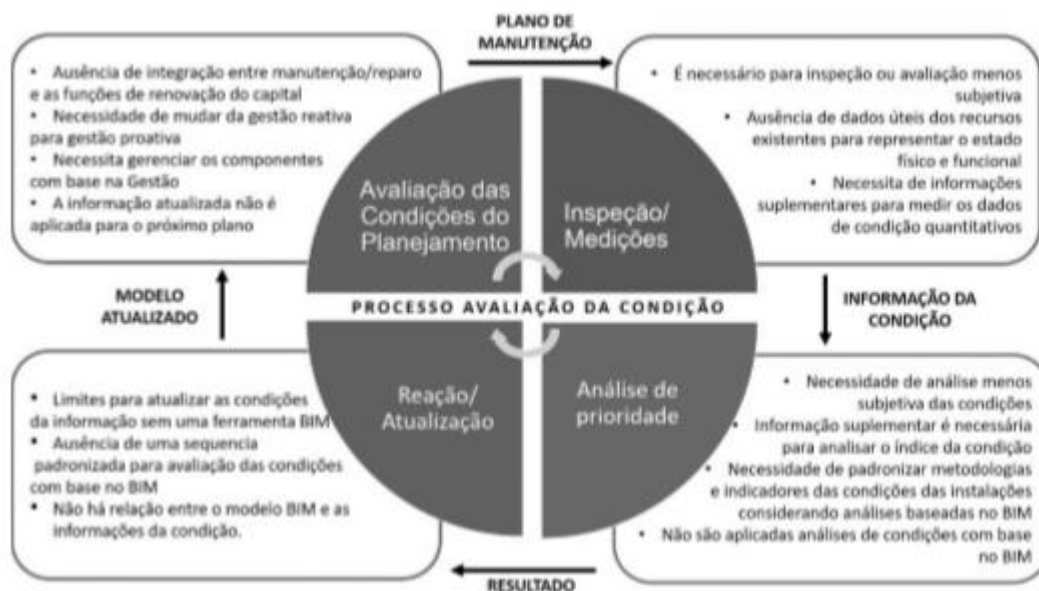 PLANO DE
MANUTENÇÃO
• Ausência de integração entre manutenção/reparo
e as funções de renovação do capital
• Necessidade de mudar da gestão reativa
para gestão proativa
• Necessita gerenciar os componentes
com base na Gestão
• A informação atualizada não é
aplicada para o próximo plano
• É necessário para inspeção ou avaliação menos
subjetiva
• Ausência de dados úteis dos recursos
existentes para representar o estado
físico e funcional
• Necessita de informações
suplementares para medir os dados
de condição quantitativos
Avaliação das
Condições do
Planejamento
Inspeção/
Medições
MODELO
ATUALIZADO
PROCESSO AVALIAÇÃO DA CONDIÇÃO
INFORMAÇÃO DA
CONDIÇÃO
Reação/
Atualização
Análise de
prioridade
• Limites para atualizar as condições
da informação sem uma ferramenta BIM
• Ausência de uma sequencia
padronizada para avaliação das condições
com base no BIM
• Não há relação entre o modelo BIM e as
informações da condição.
• Necessidade de análise menos
subjetiva das condições
• Informação suplementar é necessária
para analisar o índice da condição
• Necessidade de padronizar metodologias
e indicadores das condições das instalações
considerando análises baseadas no BIM
• Não são aplicadas análises de condições com base
no BIM
RESULTADO